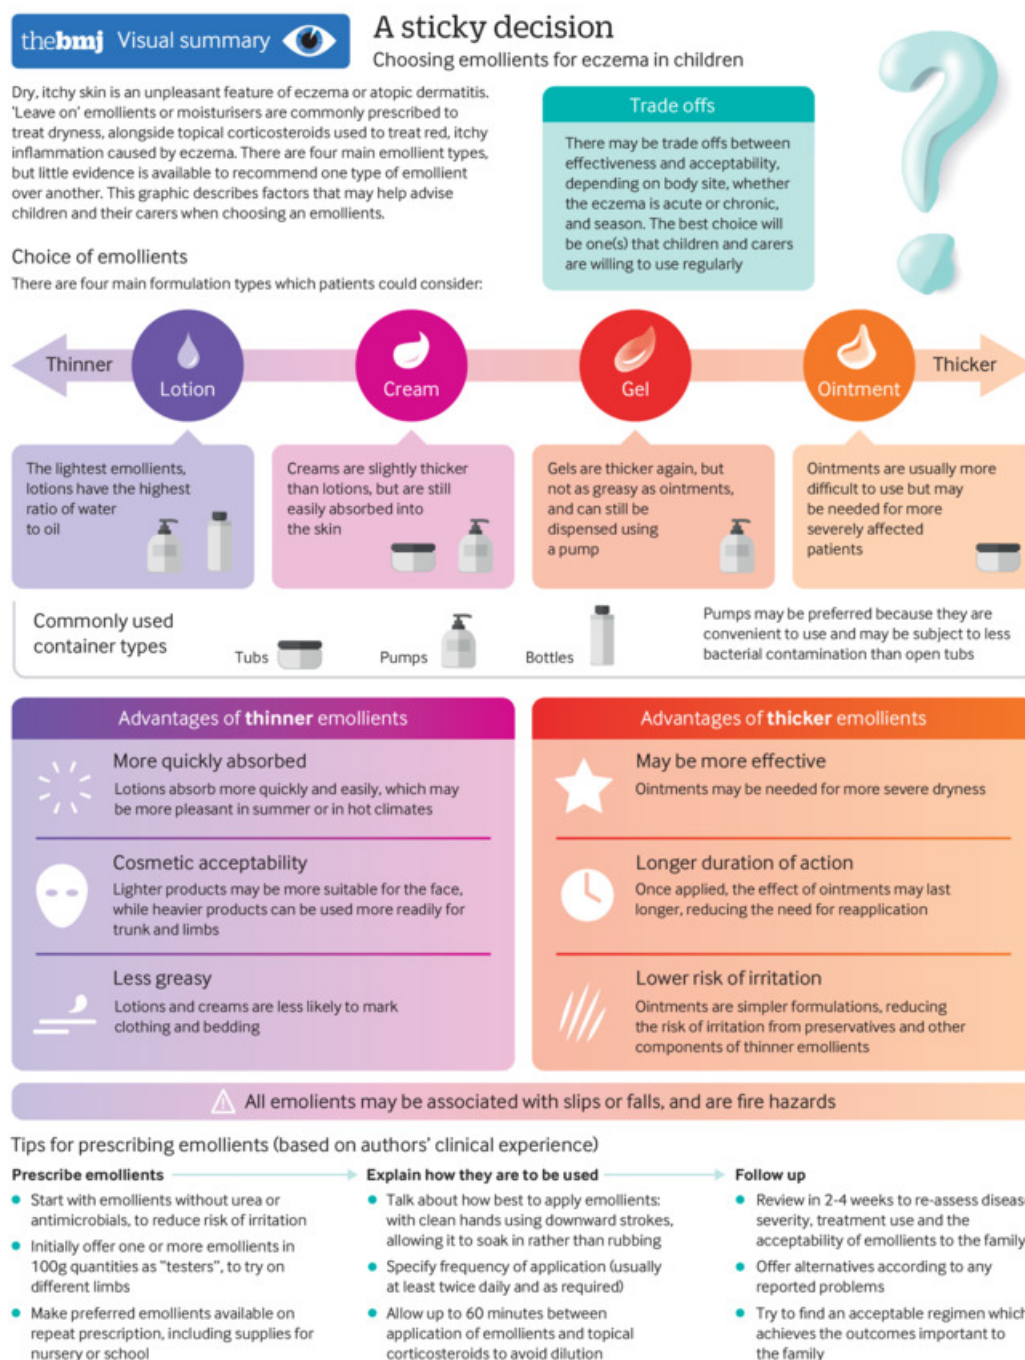 thebmj Visual summary
A sticky decision
Choosing emollients for eczema in children
Dry, itchy skin is an unpleasant feature of eczema or atopic dermatitis.
'Leave on' emollients or moisturisers are commonly prescribed to
treat dryness, alongside topical corticosteroids used to treat red, itchy
inflammation caused by eczema. There are four main emollient types,
but little evidence is available to recommend one type of emollient
over another. This graphic describes factors that may help advise
children and their carers when choosing an emollients.
Trade offs
There may be trade offs between
effectiveness and acceptability,
depending on body site, whether
the eczema is acute or chronic,
and season. The best choice will
be one(s) that children and carers
are willing to use regularly
Choice of emollients
There are four main formulation types which patients could consider:
Thinner
Lotion
Cream
Gel
Ointment
Thicker
The lightest emollients,
lotions have the highest
ratio of water
to oil
Creams are slightly thicker
than lotions, but are still
easily absorbed into
the skin
Gels are thicker again, but
not as greasy as ointments,
and can still be
dispensed using
a pump
Ointments are usually more
difficult to use but may
be needed for more
severely affected
patients
Commonly used
container types
Tubs
Pumps
Bottles
Pumps may be preferred because they are
convenient to use and may be subject to less
bacterial contamination than open tubs
Advantages of thinner emollients
More quickly absorbed
Lotions absorb more quickly and easily, which may
be more pleasant in summer or in hot climates
Cosmetic acceptability
Lighter products may be more suitable for the face,
while heavier products can be used more readily for
trunk and limbs
Less greasy
Lotions and creams are less likely to mark
clothing and bedding
Advantages of thicker emollients
May be more effective
Ointments may be needed for more severe dryness
Longer duration of action
Once applied, the effect of ointments may last
longer, reducing the need for reapplication
Lower risk of irritation
Ointments are simpler formulations, reducing
the risk of irritation from preservatives and other
components of thinner emollients
All emolients may be associated with slips or falls, and are fire hazards
Tips for prescribing emollients (based on authors' clinical experience)
Prescribe emollients
Start with emollients without urea or
antimicrobials, to reduce risk of irritation
Initially offer one or more emollients in
100g quantities as "testers", to try on
different limbs
Make preferred emollients available on
repeat prescription, including supplies for
nursery or school
Explain how they are to be used
Talk about how best to apply emollients:
with clean hands using downward strokes,
allowing it to soak in rather than rubbing
Specify frequency of application (usually
at least twice daily and as required)
Allow up to 60 minutes between
application of emollients and topical
corticosteroids to avoid dilution
Follow up
Review in 2-4 weeks to re-assess disease
severity, treatment use and the
acceptability of emollients to the family
Offer alternatives according to any
reported problems
Try to find an acceptable regimen which
achieves the outcomes important to
the family